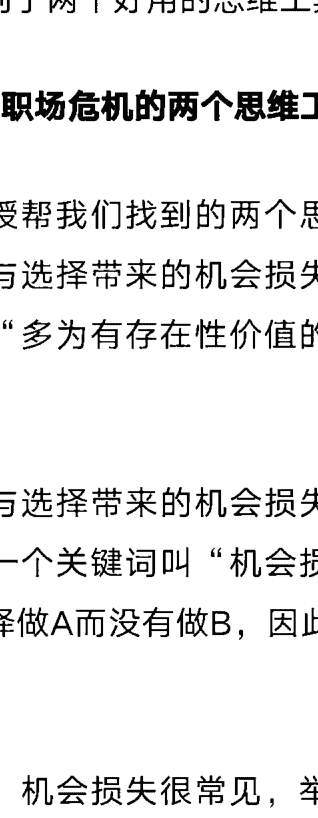 了两个好用的思维工
职场危机的两个思维工
授帮我们找到的两个思
与选择带来的机会损失
“多为有存在性价值的
与选择带来的机会损失
一个关键词叫“机会损
择做A而没有做B，因此
机会损失很常见，举